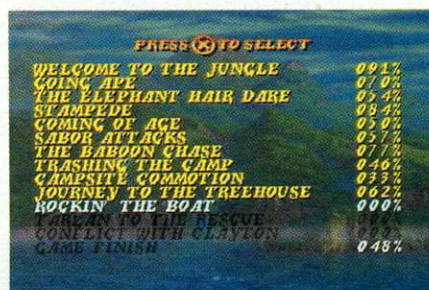 PRESS X TO SELECT
WELCOME TO THE JUNGLE 091%
GOING APE 070%
THE ELEPHANT HAIR DARE 054%
STAMPEDE 084%
COMING OF AGE 050%
SABOR ATTACKS 057%
THE BABOON CHASE 077%
TRASHING THE CAMP 046%
CAMPSITE COMMOTION 033%
JOURNEY TO THE TREEHOUSE 062%
ROCKIN' THE BOAT 000%
TARZAN TO THE RESCUE 000%
CONFLICT WITH CLAYTON 000%
GAME FINISH 048%